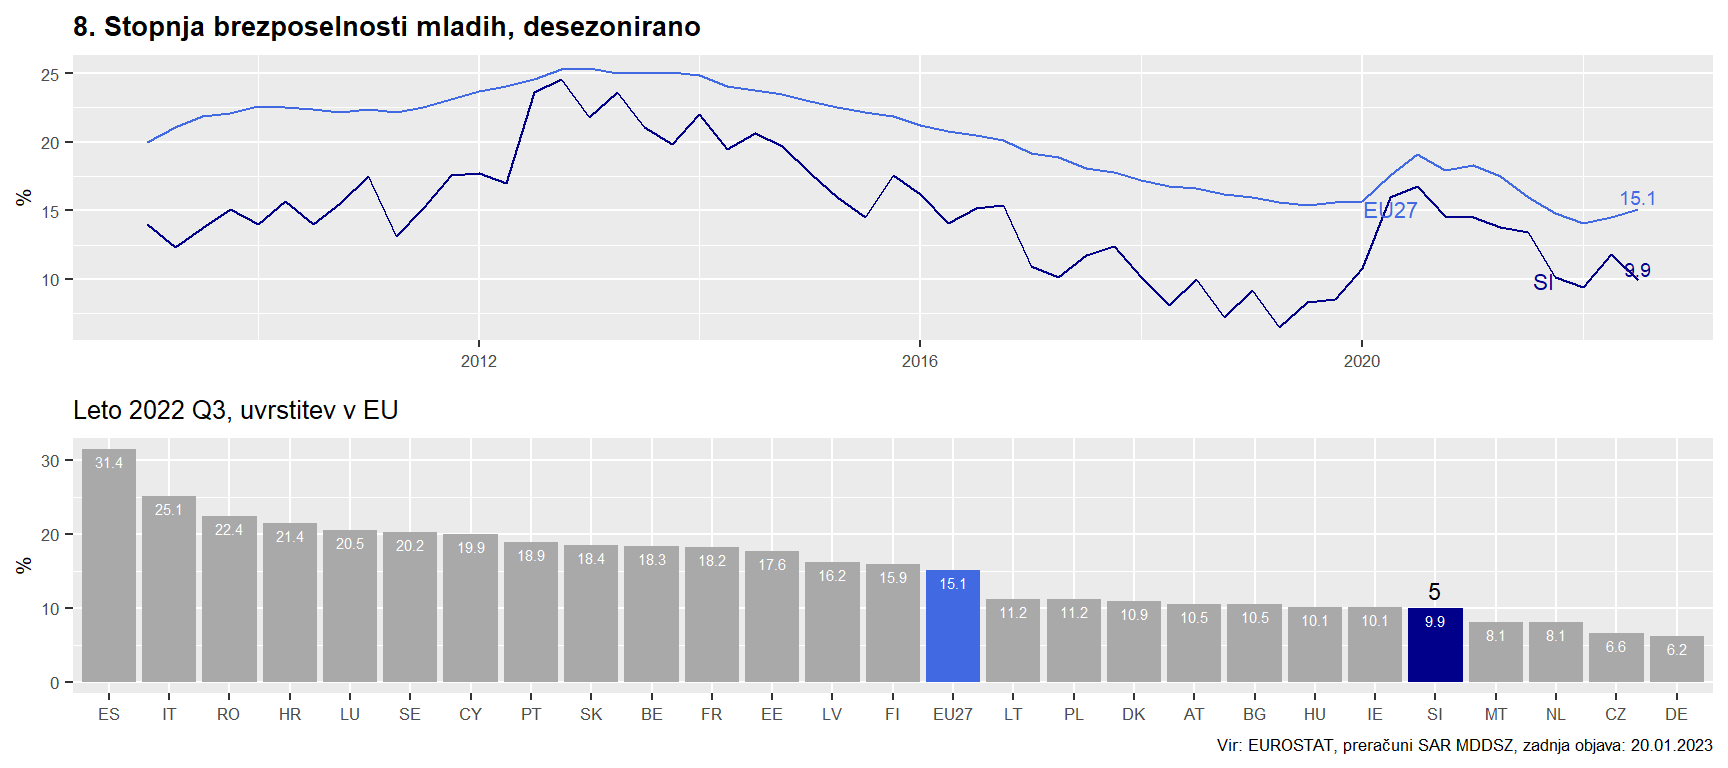 8. Stopnja brezposelnosti mladih, desezonirano
25
20
15
10
%
EU27
15.1
SI
9.9
2012 2016 2020
Leto 2022 Q3, uvrstitev v EU
30
20
10
0
%
5
31.4 25.1 22.4 21.4 20.5 20.2 19.9 18.9 18.4 18.3 18.2 17.6 16.2 15.9 15.1 11.2 11.2 10.9 10.5 10.5 10.1 10.1 9.9 8.1 8.1 6.6 6.2
ES IT RO HR LU SE CY PT SK BE FR EE LV FI EU27 LT PL DK AT BG HU IE SI MT NL CZ DE
Vir: EUROSTAT, preračuni SAR MDDSZ, zadnja objava: 20.01.2023